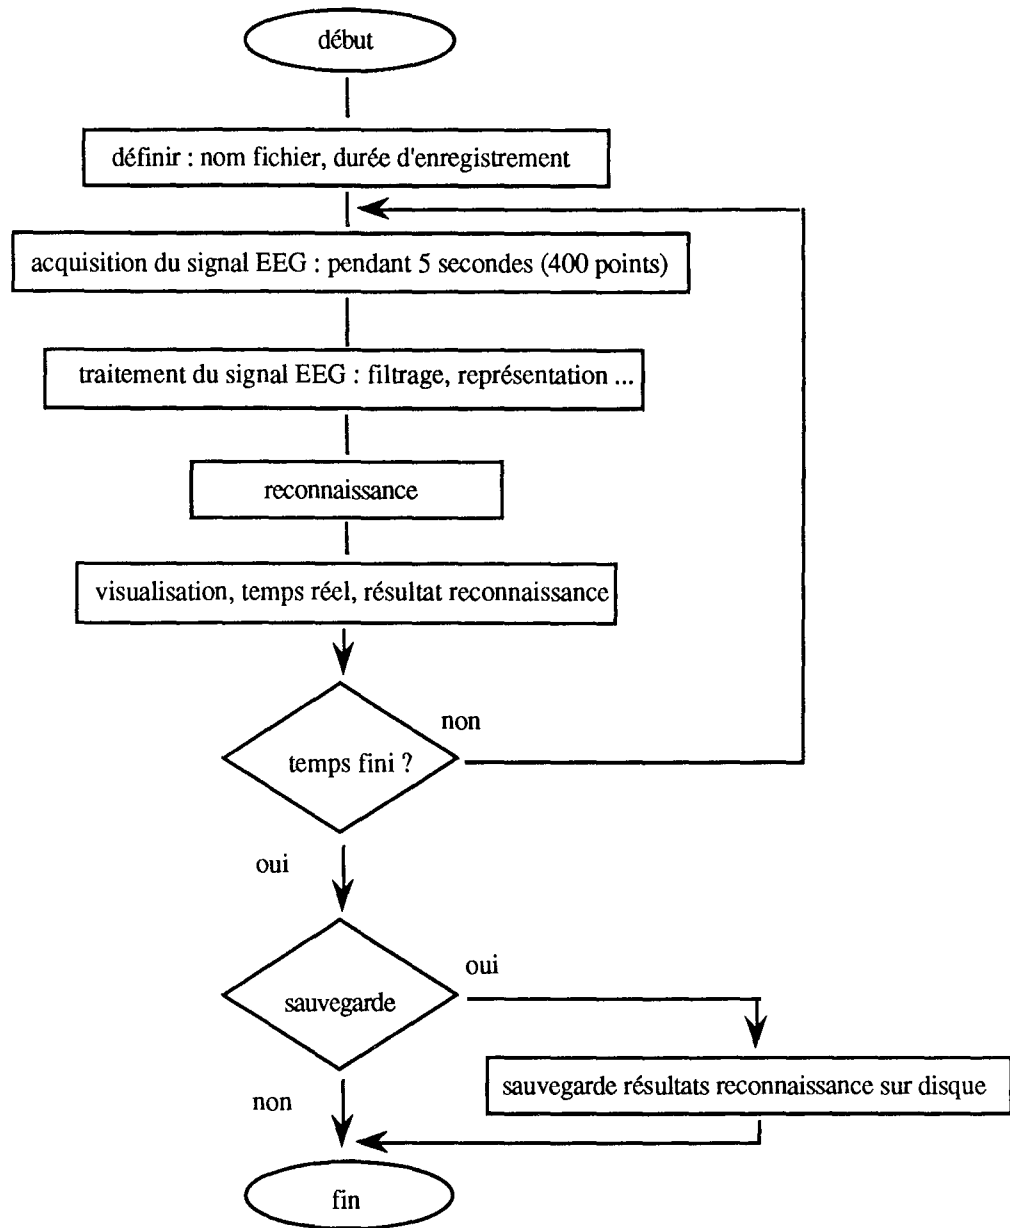 début
définir : nom fichier, durée d'enregistrement
acquisition du signal EEG : pendant 5 secondes (400 points)
traitement du signal EEG : filtrage, représentation ...
reconnaissance
visualisation, temps réel, résultat reconnaissance
non
temps fini ?
oui
oui
sauvegarde
sauvegarde résultats reconnaissance sur disque
non
fin